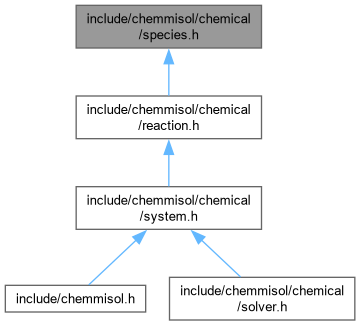 include/chemmisol/chemical
/species.h
include/chemmisol/chemical
/reaction.h
include/chemmisol/chemical
/system.h
include/chemmisol.h
include/chemmisol/chemical
/solver.h